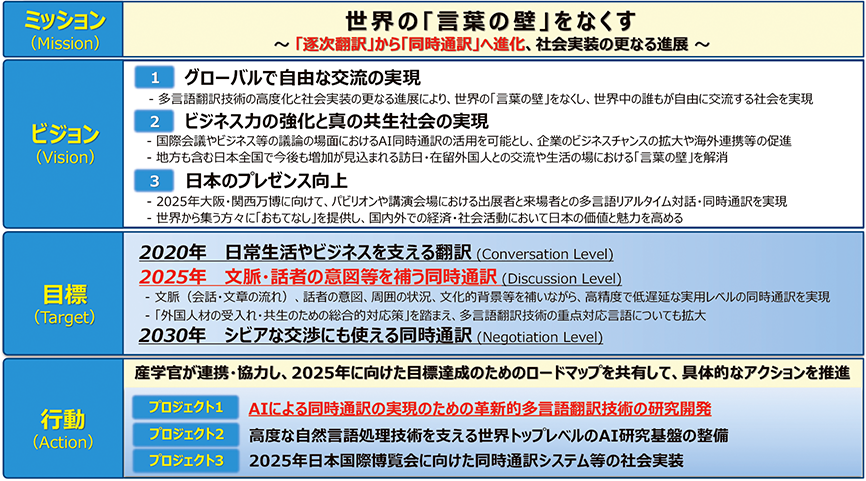 ミッション
(Mission)
世界の「言葉の壁」をなくす
～ 「逐次翻訳」から「同時通訳」へ進化、社会実装の更なる進展 ～
ビジョン
(Vision)
1 グローバルで自由な交流の実現
- 多言語翻訳技術の高度化と社会実装の更なる進展により、世界の「言葉の壁」をなくし、世界中の誰もが自由に交流する社会を実現
2 ビジネス力の強化と真の共生社会の実現
- 国際会議やビジネス等の議論の場面におけるAI同時通訳の活用を可能とし、企業のビジネスチャンスの拡大や海外連携等の促進
- 地方も含む日本全国で今後も増加が見込まれる訪日・在留外国人との交流や生活の場における「言葉の壁」を解消
3 日本のプレゼンス向上
- 2025年大阪・関西万博に向けて、パビリオンや講演会場における出展者と来場者との多言語リアルタイム対話・同時通訳を実現
- 世界から集う方々に「おもてなし」を提供し、国内外での経済・社会活動において日本の価値と魅力を高める
目標
(Target)
2020年 日常生活やビジネスを支える翻訳 (Conversation Level)
2025年 文脈・話者の意図等を補う同時通訳 (Discussion Level)
- 文脈（会話・文章の流れ）、話者の意図、周囲の状況、文化的背景等を補いながら、高精度で低遅延な実用レベルの同時通訳を実現
- 「外国人材の受入れ・共生のための総合的対応策」を踏まえ、多言語翻訳技術の重点対応言語についても拡大
2030年 シビアな交渉にも使える同時通訳 (Negotiation Level)
行動
(Action)
産学官が連携・協力し、2025年に向けた目標達成のためのロードマップを共有して、具体的なアクションを推進
プロジェクト1 AIによる同時通訳の実現のための革新的多言語翻訳技術の研究開発
プロジェクト2 高度な自然言語処理技術を支える世界トップレベルのAI研究基盤の整備
プロジェクト3 2025年日本国際博覧会に向けた同時通訳システム等の社会実装